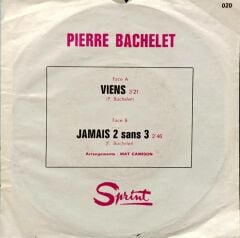 020
PIERRE BACHELET
Face A
VIENS 3'21
(P. Bachelet)
Face B
JAMAIS 2 sans 3 2'46
(P. Bachelet)
Arrangements : MAT CAMISON
Sprint